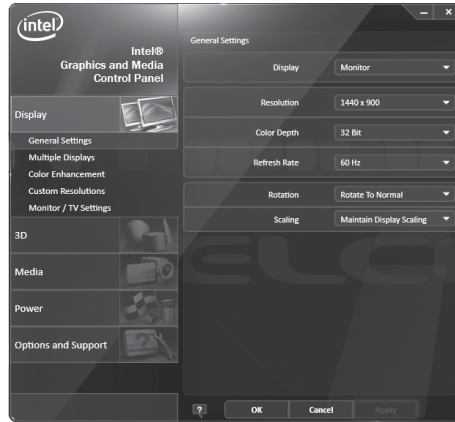 intel
Intel®
Graphics and Media
Control Panel
Display
General Settings
Multiple Displays
Color Enhancement
Custom Resolutions
Monitor / TV Settings
3D
Media
Power
Options and Support
General Settings
Display Monitor
Resolution 1440 x 900
Color Depth 32 Bit
Refresh Rate 60 Hz
Rotation Rotate To Normal
Scaling Maintain Display Scaling
? OK Cancel Apply